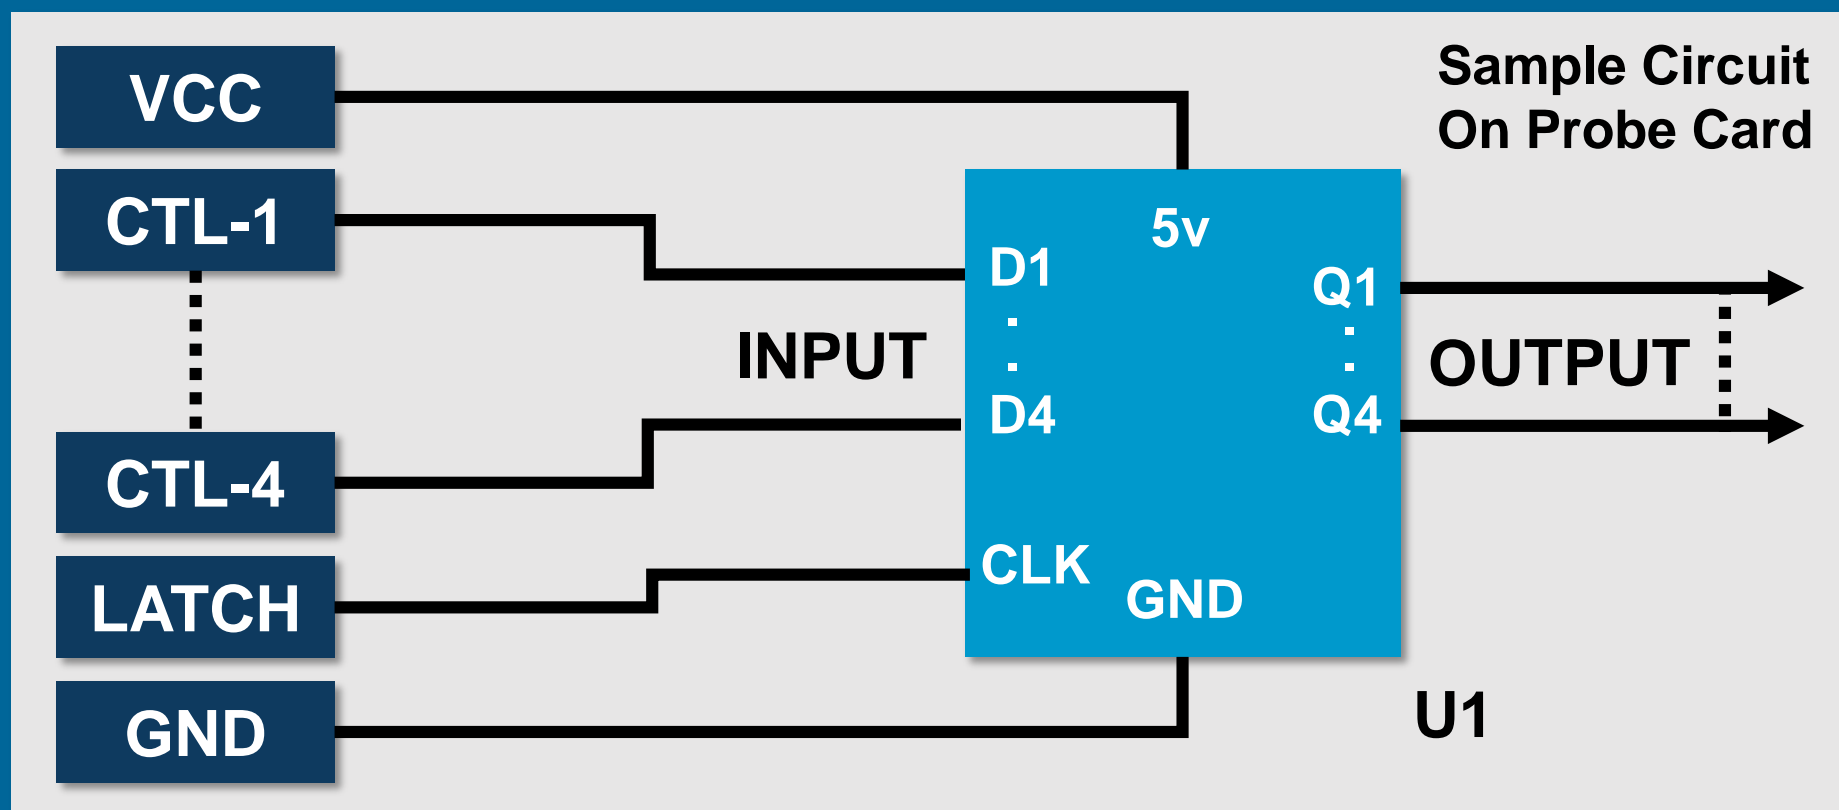 Sample Circuit
On Probe Card
VCC
CTL-1
CTL-4
LATCH
GND
INPUT
5v
D1
D4
CLK
GND
Q1
Q4
OUTPUT
U1